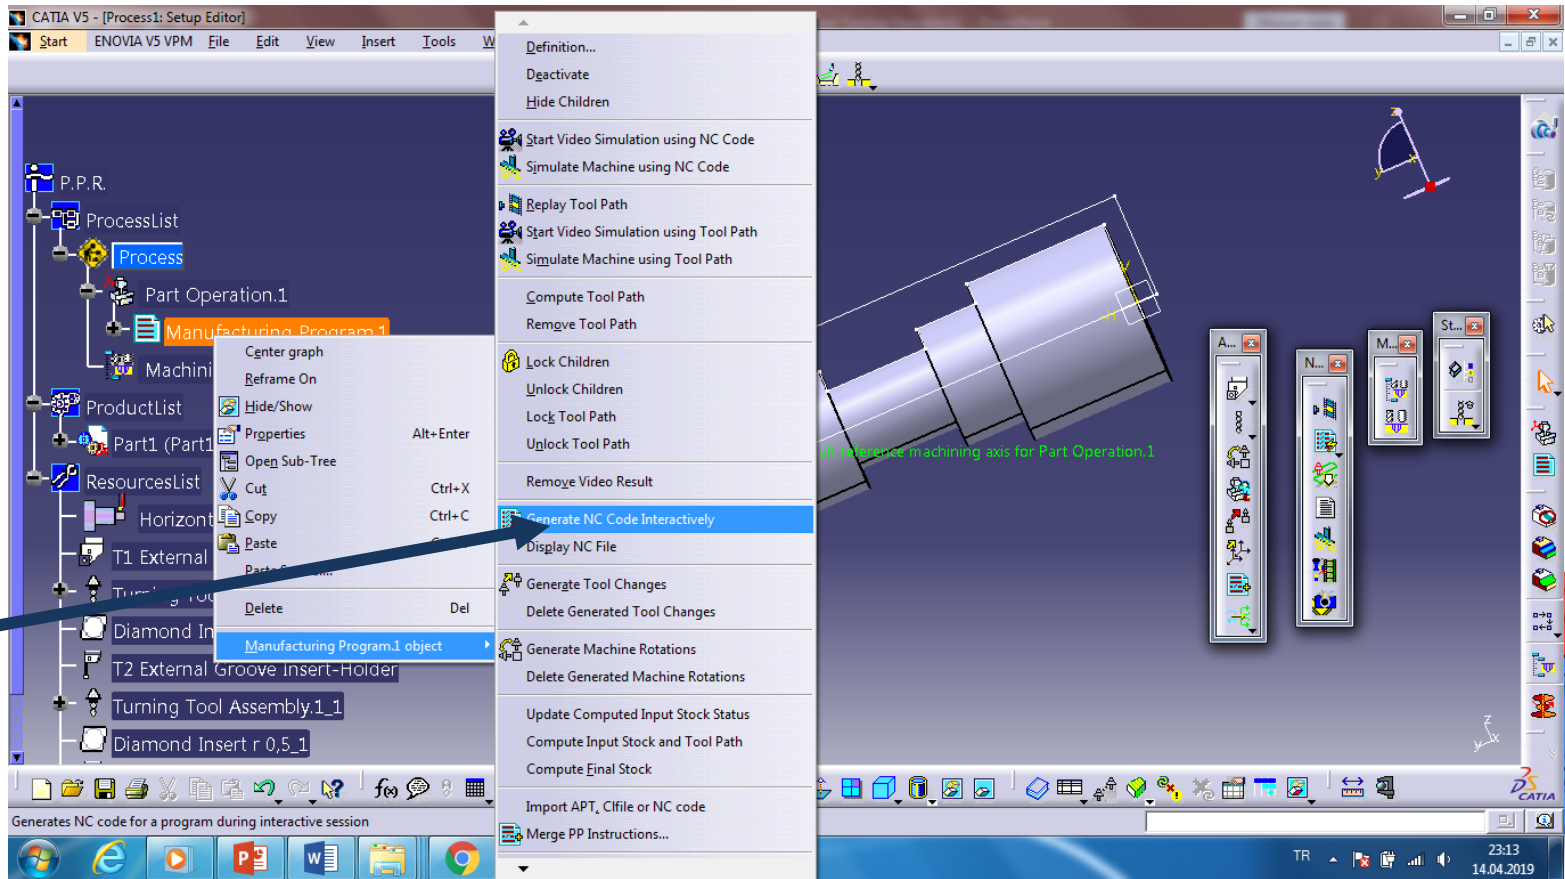 CATIA V5 - [Process1: Setup Editor]
Start ENOVIA V5 VPM File Edit View Insert Tools W
P.P.R.
ProcessList
Process
Part Operation.1
Manufacturing Program.1
Machini
ProductList
Part1 (Part1
ResourcesList
Horizont
T1 External
Turning Too
Diamond In
T2 External Groove Insert-Holder
Turning Tool Assembly.1_1
Diamond Insert r 0,5_1
Center graph
Reframe On
Hide/Show
Properties Alt+Enter
Open Sub-Tree
Cut Ctrl+X
Copy Ctrl+C
Paste
Delete Del
Manufacturing Program.1 object
Definition...
Deactivate
Hide Children
Start Video Simulation using NC Code
Simulate Machine using NC Code
Replay Tool Path
Start Video Simulation using Tool Path
Simulate Machine using Tool Path
Compute Tool Path
Remove Tool Path
Lock Children
Unlock Children
Lock Tool Path
Unlock Tool Path
Remove Video Result
Generate NC Code Interactively
Display NC File
Generate Tool Changes
Delete Generated Tool Changes
Generate Machine Rotations
Delete Generated Machine Rotations
Update Computed Input Stock Status
Compute Input Stock and Tool Path
Compute Final Stock
Import APT, Clfile or NC code
Merge PP Instructions...
z
x
y
V
H
reference machining axis for Part Operation.1
A...
N...
M...
St...
z
y x
f(x)
DS
CATIA
Generates NC code for a program during interactive session
TR
23:13
14.04.2019